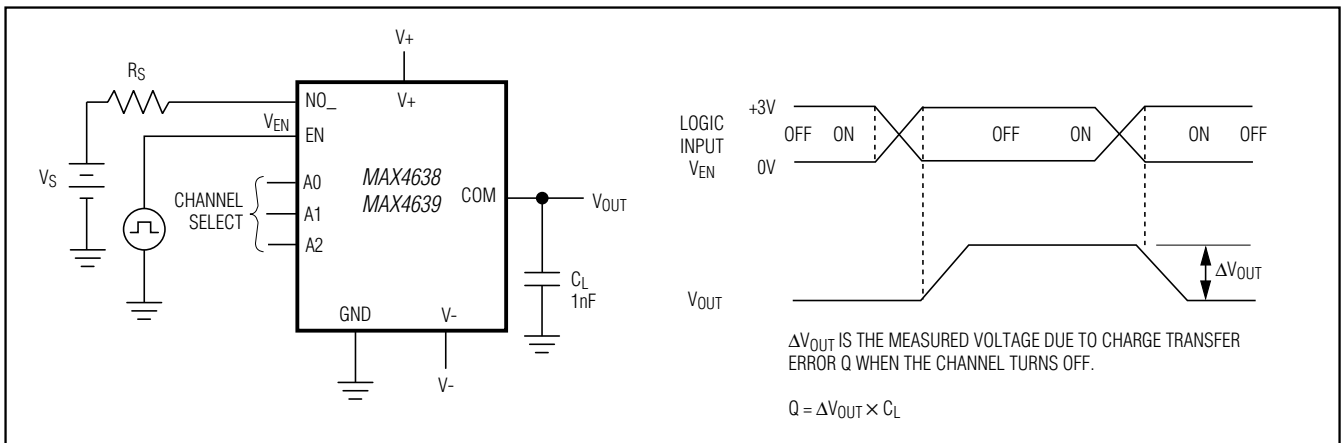 V+
RS
NO_
V+
VEN
EN
VS
CHANNEL
SELECT
A0
A1
A2
MAX4638
MAX4639
COM
VOUT
CL
1nF
GND
V-
V-
LOGIC
INPUT
VEN
+3V
0V
OFF ON OFF ON ON OFF
VOUT
ΔVOUT
ΔVOUT IS THE MEASURED VOLTAGE DUE TO CHARGE TRANSFER
ERROR Q WHEN THE CHANNEL TURNS OFF.
Q = ΔVOUT × CL